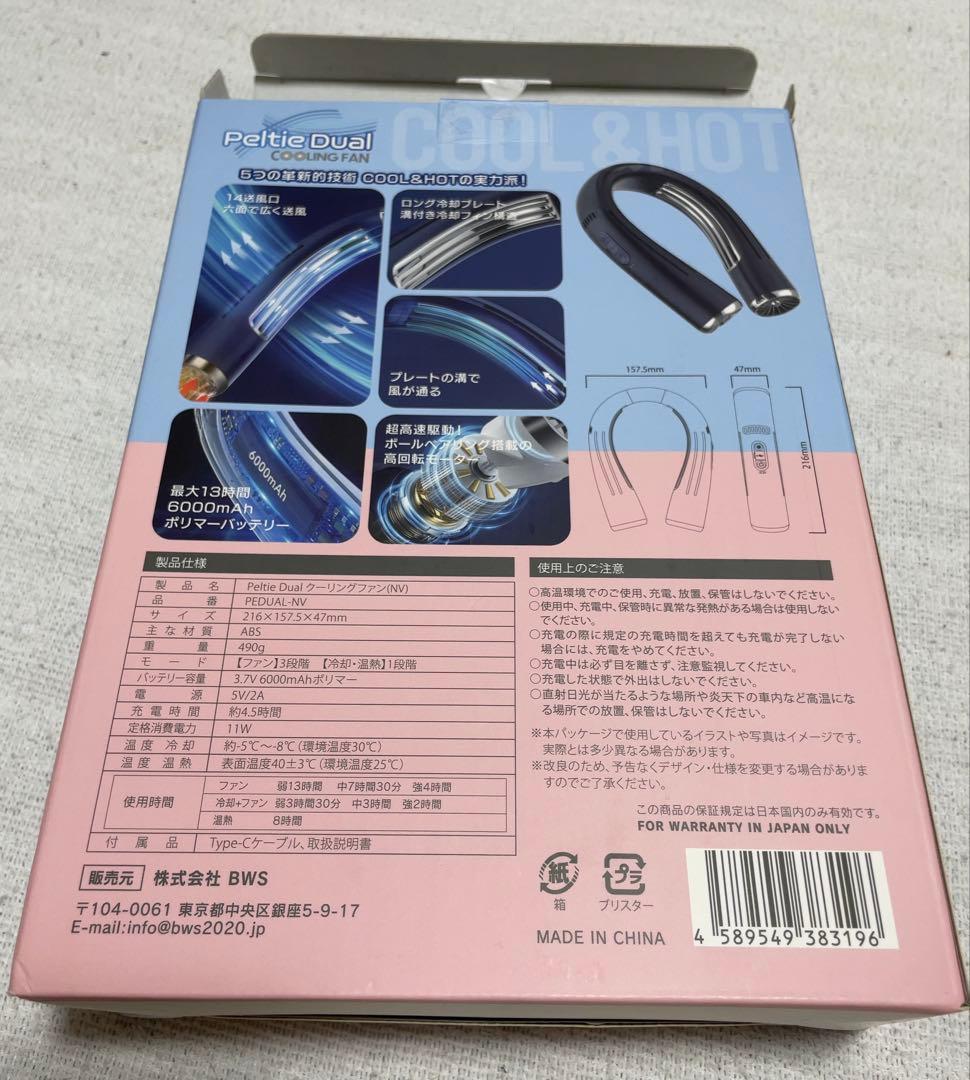 Peltie Dual
COOLING FAN
COOL&HOT
5つの革新的技術 COOL&HOTの実力派!
14送風口
六面で広く送風
ロング冷却プレート
溝付き冷却フィン構造
プレートの溝で
風が通る
6000mAh
最大13時間
6000mAh
ポリマーバッテリー
超高速駆動!
ボールベアリング搭載の
高回転モーター
157.5mm
47mm
216mm
製品仕様
製品名 Peltie Dual クーリングファン(NV)
品番 PEDUAL-NV
サイズ 216×157.5×47mm
主な材質 ABS
重量 490g
モード 【ファン】3段階 【冷却・温熱】1段階
バッテリー容量 3.7V 6000mAhポリマー
電源 5V/2A
充電時間 約4.5時間
定格消費電力 11W
温度 冷却 約-5℃〜-8℃(環境温度30℃)
温度 温熱 表面温度40±3℃(環境温度25℃)
使用時間
ファン 弱13時間 中7時間30分 強4時間
冷却+ファン 弱3時間30分 中3時間 強2時間
温熱 8時間
付属品 Type-Cケーブル、取扱説明書
販売元 株式会社 BWS
〒104-0061 東京都中央区銀座5-9-17
E-mail:info@bws2020.jp
使用上のご注意
○高温環境でのご使用、充電、放置、保管はしないでください。
○使用中、充電中、保管時に異常な発熱がある場合は使用しない
でください。
○充電の際に規定の充電時間を超えても充電が完了しない
場合には、充電をやめてください。
○充電中は必ず目を離さず、注意監視してください。
○充電した状態で外出はしないでください。
○直射日光が当たるような場所や炎天下の車内など高温にな
る場所での放置、保管はしないでください。
※本パッケージで使用しているイラストや写真はイメージです。
実際とは多少異なる場合があります。
※改良のため、予告なくデザイン・仕様を変更する場合がありま
すのでご了承ください。
この商品の保証規定は日本国内のみ有効です。
FOR WARRANTY IN JAPAN ONLY
紙
箱
プラ
ブリスター
MADE IN CHINA
4 589549 383196